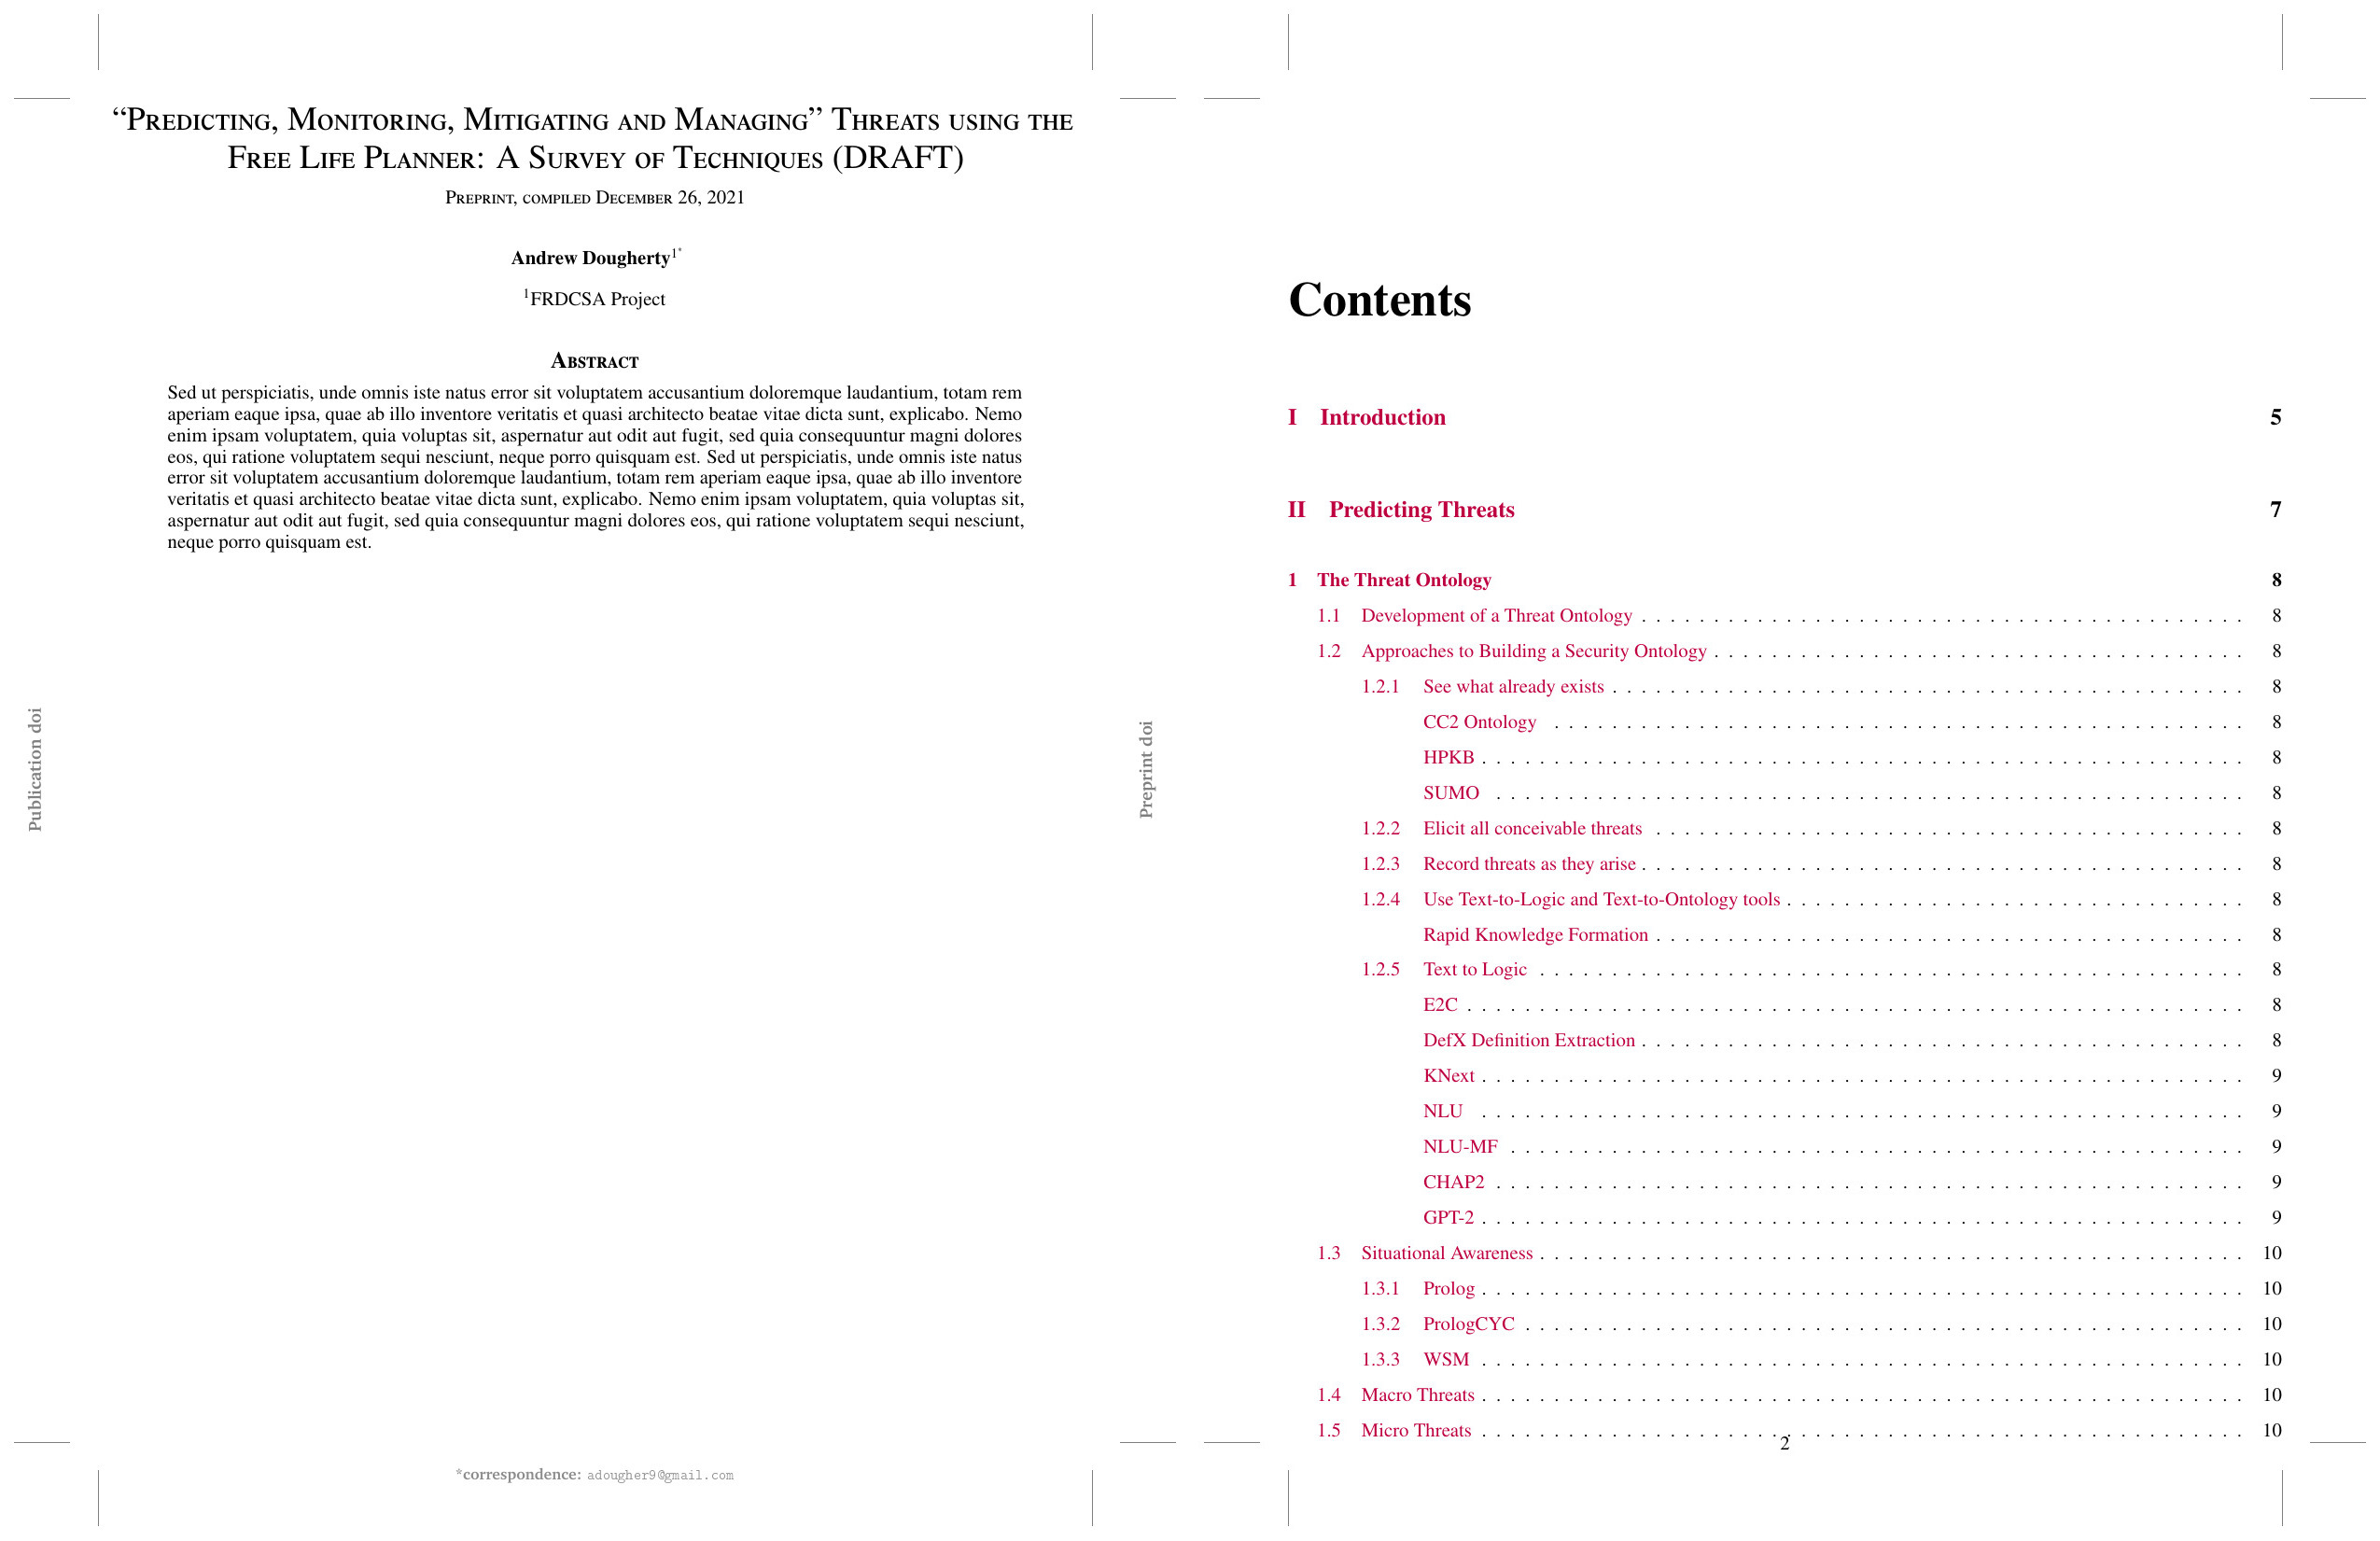 “Predicting, Monitoring, Mitigating and Managing” Threats using the
Free Life Planner: A Survey of Techniques (DRAFT)
Preprint, compiled December 26, 2021
Andrew Dougherty1*
1FRDCSA Project
Abstract
Sed ut perspiciatis, unde omnis iste natus error sit voluptatem accusantium doloremque laudantium, totam rem
aperiam eaque ipsa, quae ab illo inventore veritatis et quasi architecto beatae vitae dicta sunt, explicabo. Nemo
enim ipsam voluptatem, quia voluptas sit, aspernatur aut odit aut fugit, sed quia consequuntur magni dolores
eos, qui ratione voluptatem sequi nesciunt, neque porro quisquam est. Sed ut perspiciatis, unde omnis iste natus
error sit voluptatem accusantium doloremque laudantium, totam rem aperiam eaque ipsa, quae ab illo inventore
veritatis et quasi architecto beatae vitae dicta sunt, explicabo. Nemo enim ipsam voluptatem, quia voluptas sit,
aspernatur aut odit aut fugit, sed quia consequuntur magni dolores eos, qui ratione voluptatem sequi nesciunt,
neque porro quisquam est.
Publication doi
Preprint doi
*correspondence: adougher9@gmail.com
Contents
I Introduction 5
II Predicting Threats 7
1 The Threat Ontology 8
1.1 Development of a Threat Ontology 8
1.2 Approaches to Building a Security Ontology 8
1.2.1 See what already exists 8
CC2 Ontology 8
HPKB 8
SUMO 8
1.2.2 Elicit all conceivable threats 8
1.2.3 Record threats as they arise 8
1.2.4 Use Text-to-Logic and Text-to-Ontology tools 8
Rapid Knowledge Formation 8
1.2.5 Text to Logic 8
E2C 8
DefX Definition Extraction 8
KNext 9
NLU 9
NLU-MF 9
CHAP2 9
GPT-2 9
1.3 Situational Awareness 10
1.3.1 Prolog 10
1.3.2 PrologCYC 10
1.3.3 WSM 10
1.4 Macro Threats 10
1.5 Micro Threats 10
2